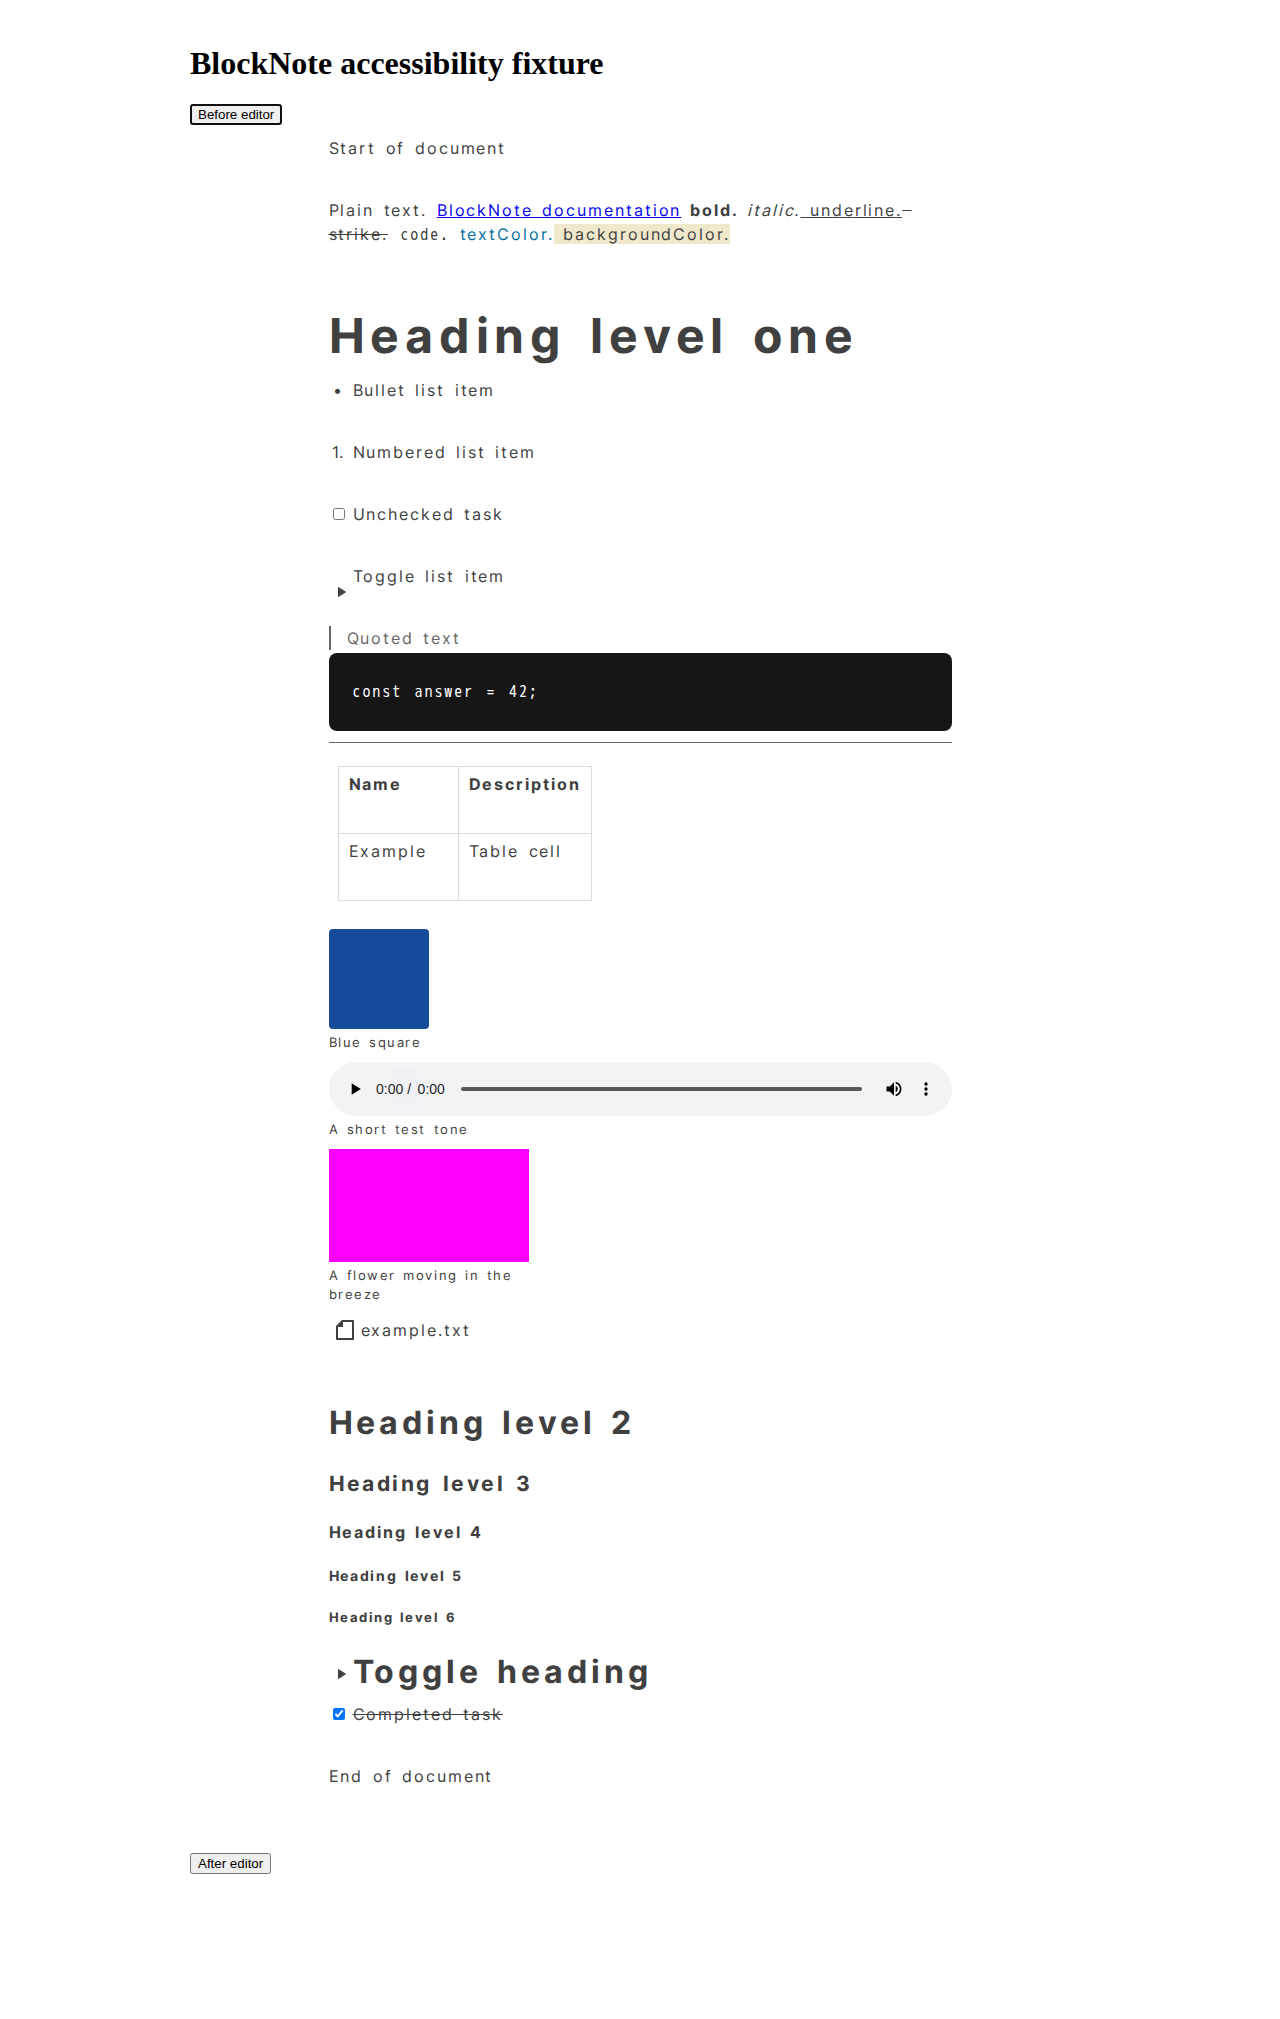 BlockNote accessibility fixture
Before editor
Start of document
Plain text. BlockNote documentation bold. italic. underline.
strike. code. textColor. backgroundColor.
Heading level one
• Bullet list item
1. Numbered list item
Unchecked task
Toggle list item
Quoted text
const answer = 42;
Name Description
Example Table cell
Blue square
0:00 / 0:00
A short test tone
A flower moving in the
breeze
example.txt
Heading level 2
Heading level 3
Heading level 4
Heading level 5
Heading level 6
Toggle heading
Completed task
End of document
After editor